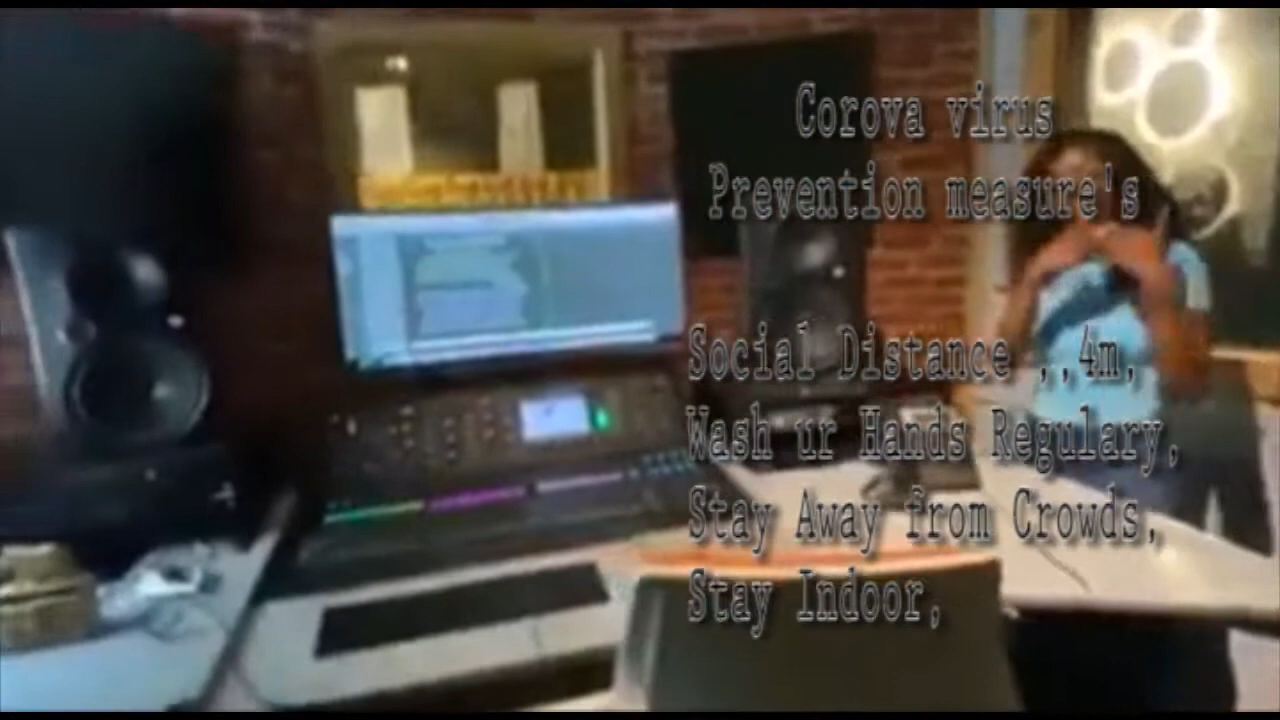 Corova virus
Prevention measure's
Social Distance ,,4m,
Wash ur Hands Regulary,
Stay Away from Crowds,
Stay Indoor,